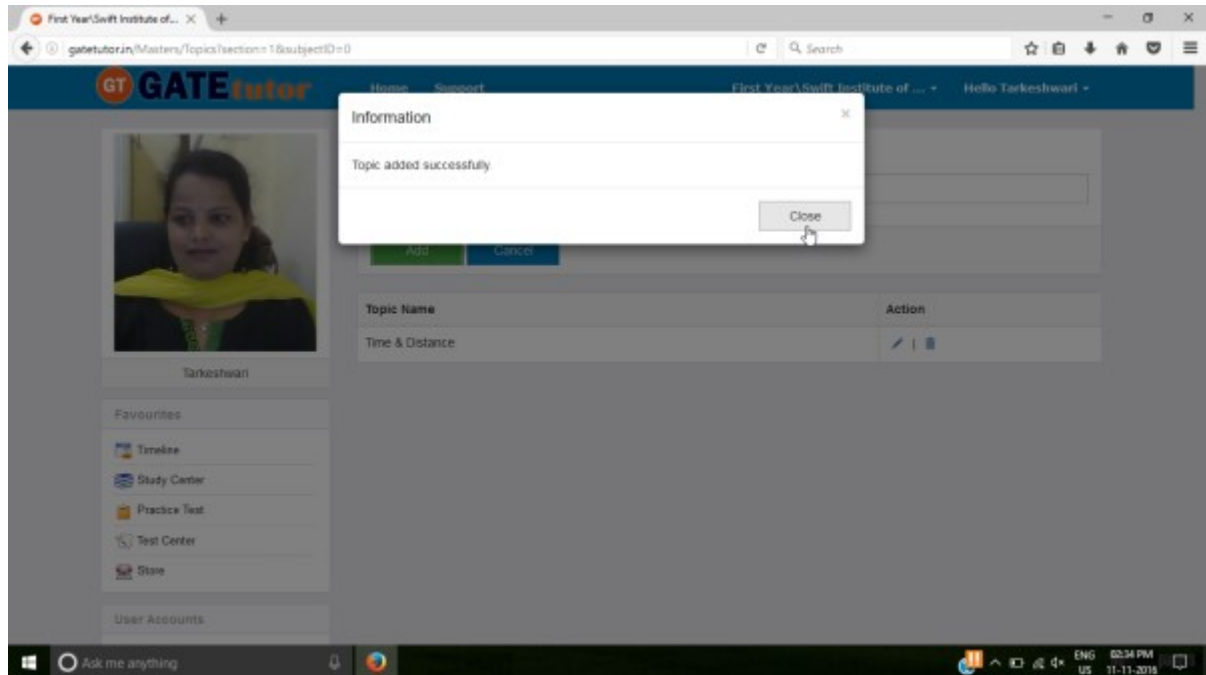 First Year\Swift Institute of...
gatetutor.in/Masters/Topics?section=1&subjectID=0
Search
GT GATEtutor
Home Support First Year\Swift Institute of ... Hello Tarkeshwari
Information ×
Topic added successfully
Close
Add Cancel
Topic Name Action
Time & Distance |
Tarkeshwari
Favourites
Timeline
Study Center
Practice Test
Test Center
Store
User Accounts
Ask me anything
ENG 02:34 PM
US 11-11-2016